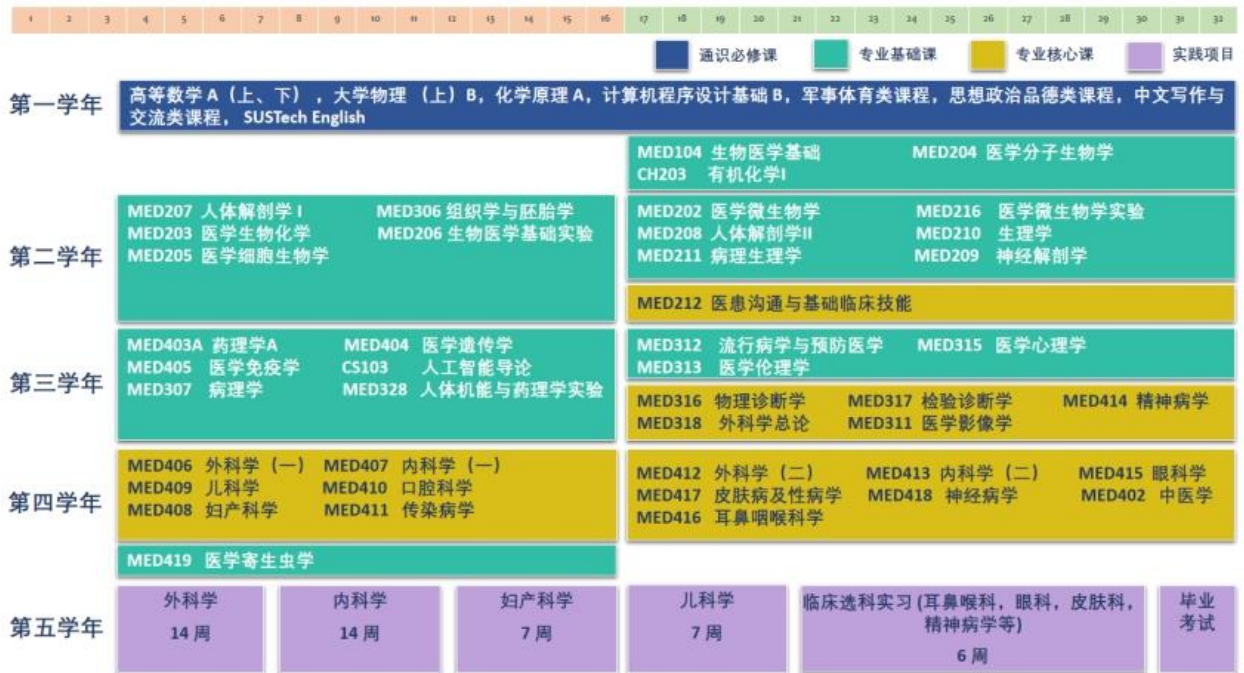 1 2 3 4 5 6 7 8 9 10 11 12 13 14 15 16 17 18 19 20 21 22 23 24 25 26 27 28 29 30 31 32
通识必修课 专业基础课 专业核心课 实践项目
第一学年
高等数学 A（上、下），大学物理 （上）B，化学原理 A，计算机程序设计基础 B，军事体育类课程，思想政治品德类课程，中文写作与
交流类课程， SUSTech English
MED104 生物医学基础 MED204 医学分子生物学
CH203 有机化学I
第二学年
MED207 人体解剖学 I MED306 组织学与胚胎学
MED203 医学生物化学 MED206 生物医学基础实验
MED205 医学细胞生物学
MED202 医学微生物学 MED216 医学微生物学实验
MED208 人体解剖学II MED210 生理学
MED211 病理生理学 MED209 神经解剖学
MED212 医患沟通与基础临床技能
第三学年
MED403A 药理学A MED404 医学遗传学
MED405 医学免疫学 CS103 人工智能导论
MED307 病理学 MED328 人体机能与药理学实验
MED312 流行病学与预防医学 MED315 医学心理学
MED313 医学伦理学
MED316 物理诊断学 MED317 检验诊断学 MED414 精神病学
MED318 外科学总论 MED311 医学影像学
第四学年
MED406 外科学（一） MED407 内科学（一）
MED409 儿科学 MED410 口腔科学
MED408 妇产科学 MED411 传染病学
MED412 外科学（二） MED413 内科学（二） MED415 眼科学
MED417 皮肤病及性病学 MED418 神经病学 MED402 中医学
MED416 耳鼻咽喉科学
MED419 医学寄生虫学
第五学年
外科学
14 周
内科学
14 周
妇产科学
7 周
儿科学
7 周
临床选科实习 (耳鼻喉科，眼科，皮肤科，
精神病学等)
6 周
毕业
考试